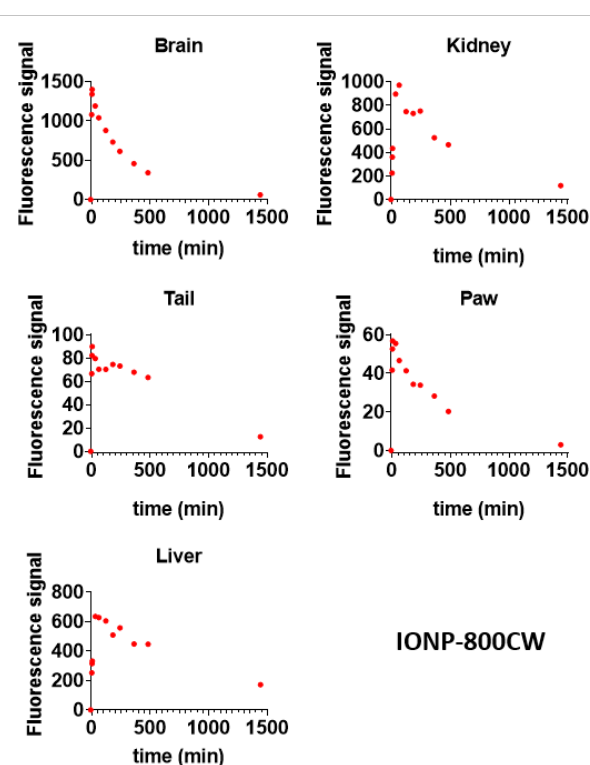 Brain
Fluorescence signal
1500
1000
500
0
0 500 1000 1500
time (min)
Kidney
Fluorescence signal
1000
800
600
400
200
0
0 500 1000 1500
time (min)
Tail
Fluorescence signal
100
80
60
40
20
0
0 500 1000 1500
time (min)
Paw
Fluorescence signal
60
40
20
0
0 500 1000 1500
time (min)
Liver
Fluorescence signal
800
600
400
200
0
0 500 1000 1500
time (min)
IONP-800CW